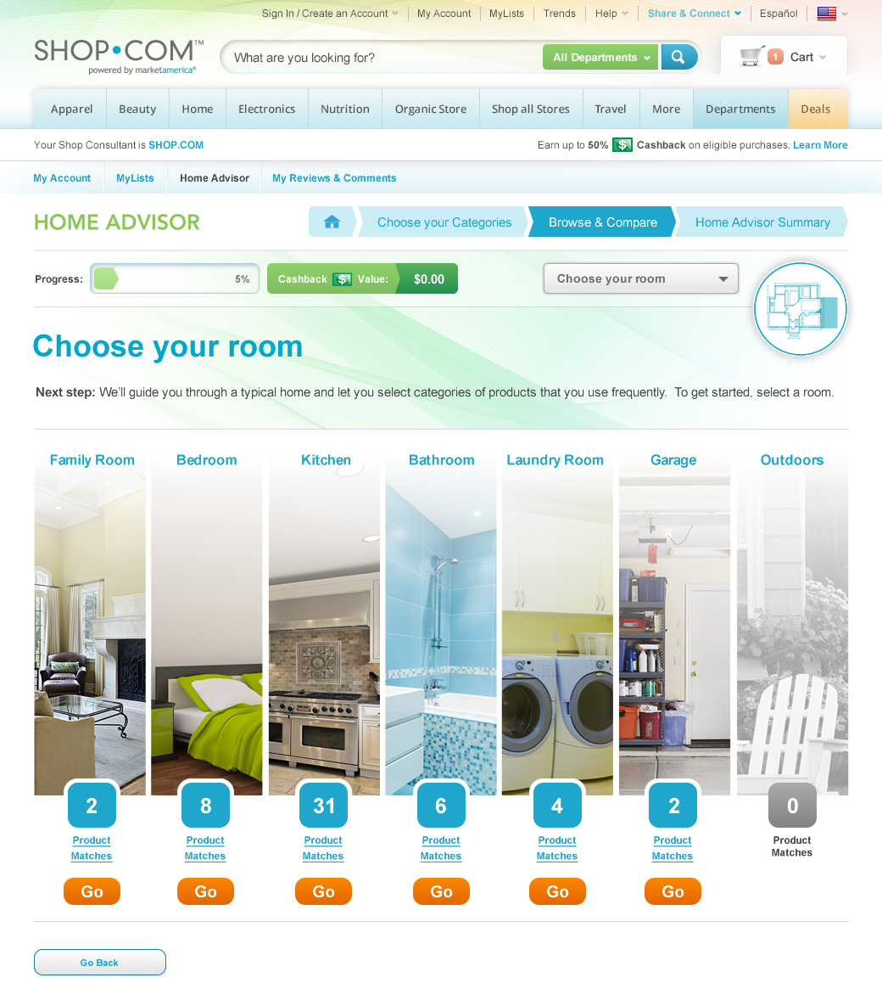 Sign In / Create an Account My Account MyLists Trends Help Share & Connect Español
SHOP•COM™
powered by marketamerica®
What are you looking for?
All Departments
1 Cart
Apparel Beauty Home Electronics Nutrition Organic Store Shop all Stores Travel More Departments Deals
Your Shop Consultant is SHOP.COM
Earn up to 50% $ Cashback on eligible purchases. Learn More
My Account MyLists Home Advisor My Reviews & Comments
HOME ADVISOR
Choose your Categories Browse & Compare Home Advisor Summary
Progress: 5% Cashback $ Value: $0.00 Choose your room
Choose your room
Next step: We'll guide you through a typical home and let you select categories of products that you use frequently. To get started, select a room.
Family Room Bedroom Kitchen Bathroom Laundry Room Garage Outdoors
2 8 31 6 4 2 0
Product Product Product Product Product Product Product
Matches Matches Matches Matches Matches Matches Matches
Go Go Go Go Go Go
Go Back